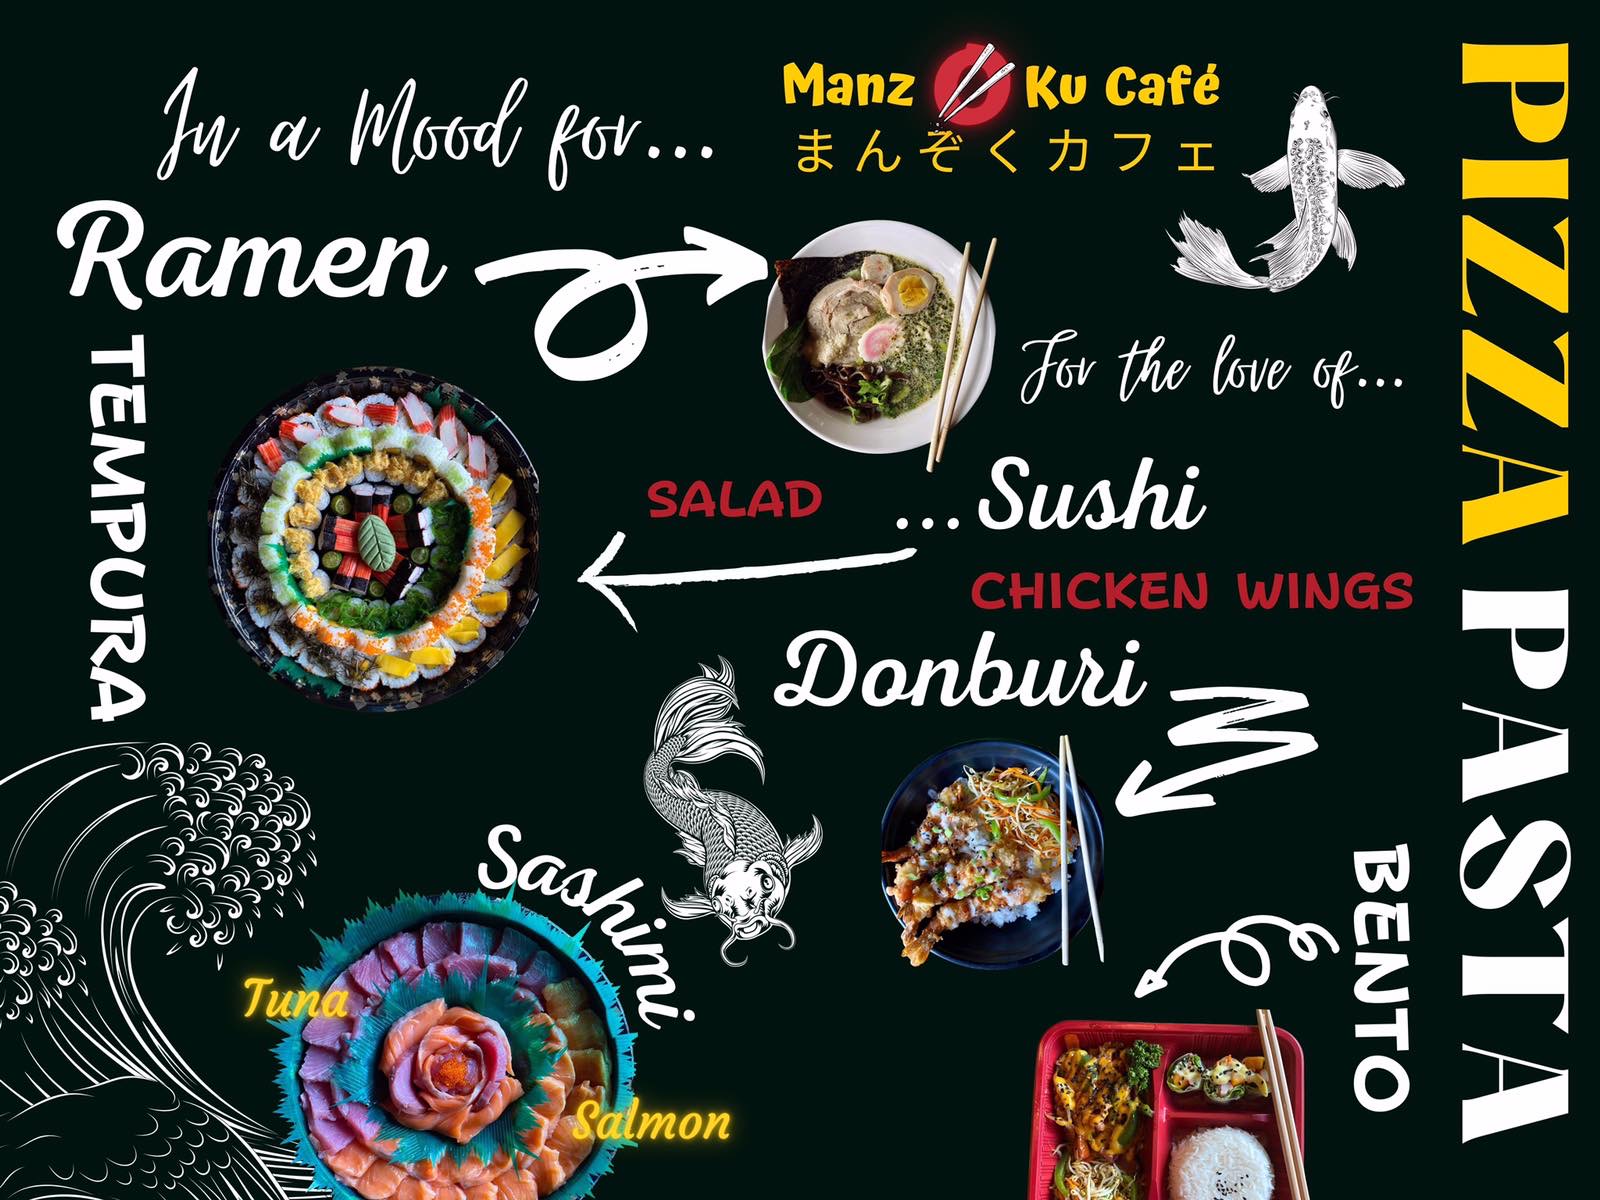 In a Mood for...
Manz Ku Café
まんぞくカフェ
Ramen
TEMPURA
For the love of...
SALAD
...Sushi
CHICKEN WINGS
Donburi
Sashimi
Tuna
Salmon
BENTO
PIZZA PASTA